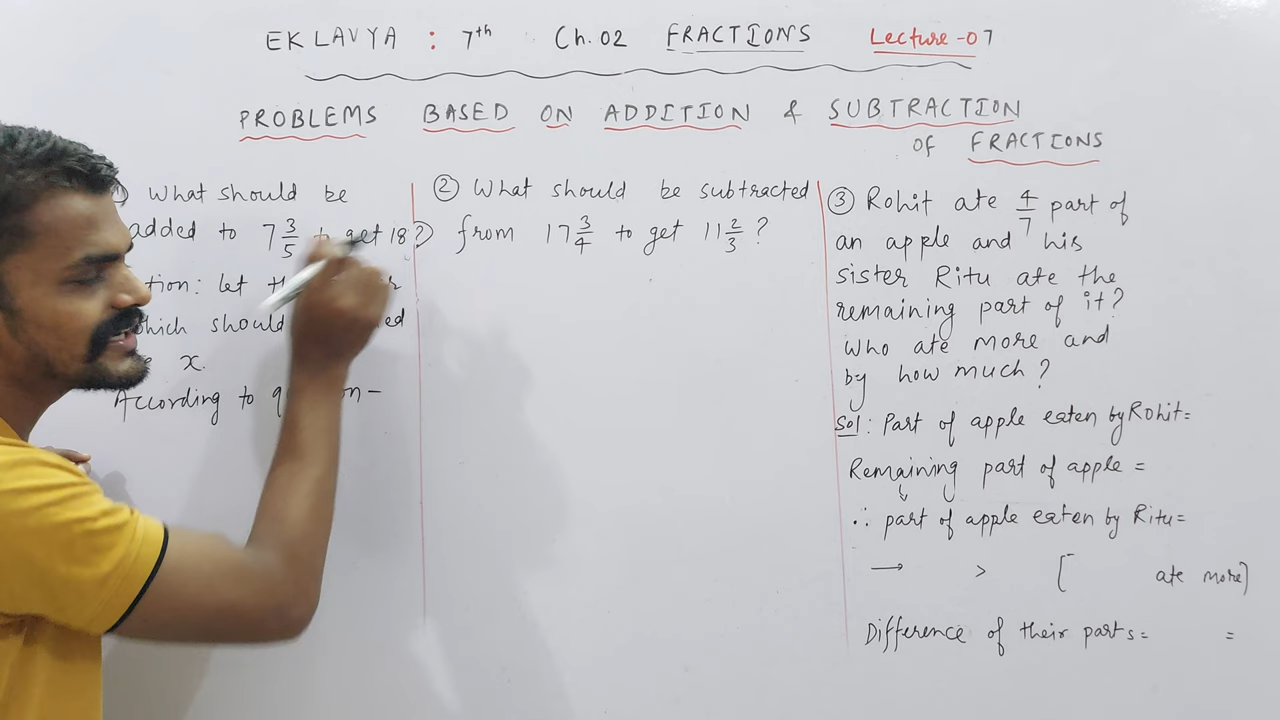 EKLAVYA : 7th Ch. 02 FRACTIONS Lecture-07
PROBLEMS BASED ON ADDITION & SUBTRACTION
OF FRACTIONS
What should be
added to 7 3/5 to get 18?
tion: let
which should
x.
According to
② What should be subtracted
from 17 3/4 to get 11 2/3 ?
③ Rohit ate 4/7 part of
an apple and his
sister Ritu ate the
remaining part of it?
Who ate more and
by how much?
Sol: Part of apple eaten by Rohit=
Remaining part of apple =
∴ part of apple eaten by Ritu=
→ > [ ate more]
Difference of their parts= =